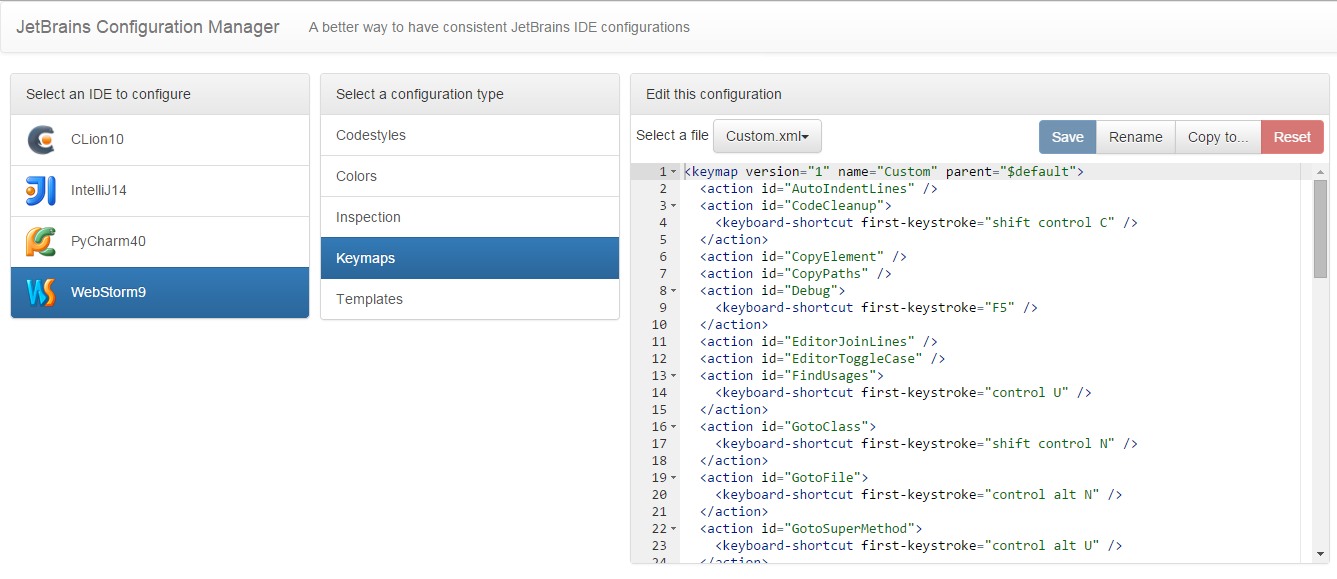 JetBrains Configuration Manager A better way to have consistent JetBrains IDE configurations
Select an IDE to configure
CLion10
IntelliJ14
PyCharm40
WebStorm9
Select a configuration type
Codestyles
Colors
Inspection
Keymaps
Templates
Edit this configuration
Select a file Custom.xml Save Rename Copy to... Reset
1 <keymap version="1" name="Custom" parent="$default">
2 <action id="AutoIndentLines" />
3 <action id="CodeCleanup">
4 <keyboard-shortcut first-keystroke="shift control C" />
5 </action>
6 <action id="CopyElement" />
7 <action id="CopyPaths" />
8 <action id="Debug">
9 <keyboard-shortcut first-keystroke="F5" />
10 </action>
11 <action id="EditorJoinLines" />
12 <action id="EditorToggleCase" />
13 <action id="FindUsages">
14 <keyboard-shortcut first-keystroke="control U" />
15 </action>
16 <action id="GotoClass">
17 <keyboard-shortcut first-keystroke="shift control N" />
18 </action>
19 <action id="GotoFile">
20 <keyboard-shortcut first-keystroke="control alt N" />
21 </action>
22 <action id="GotoSuperMethod">
23 <keyboard-shortcut first-keystroke="control alt U" />
24 </action>